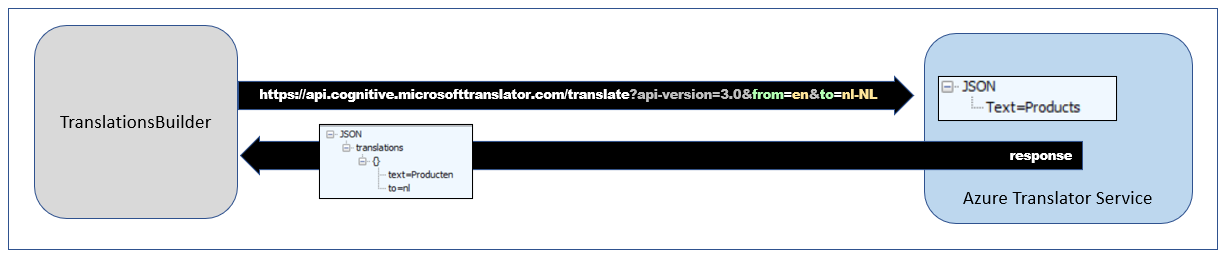 TranslationsBuilder
https://api.cognitive.microsofttranslator.com/translate?api-version=3.0&from=en&to=nl-NL
JSON
Text=Products
JSON
translations
{}
text=Producten
to=nl
response
Azure Translator Service